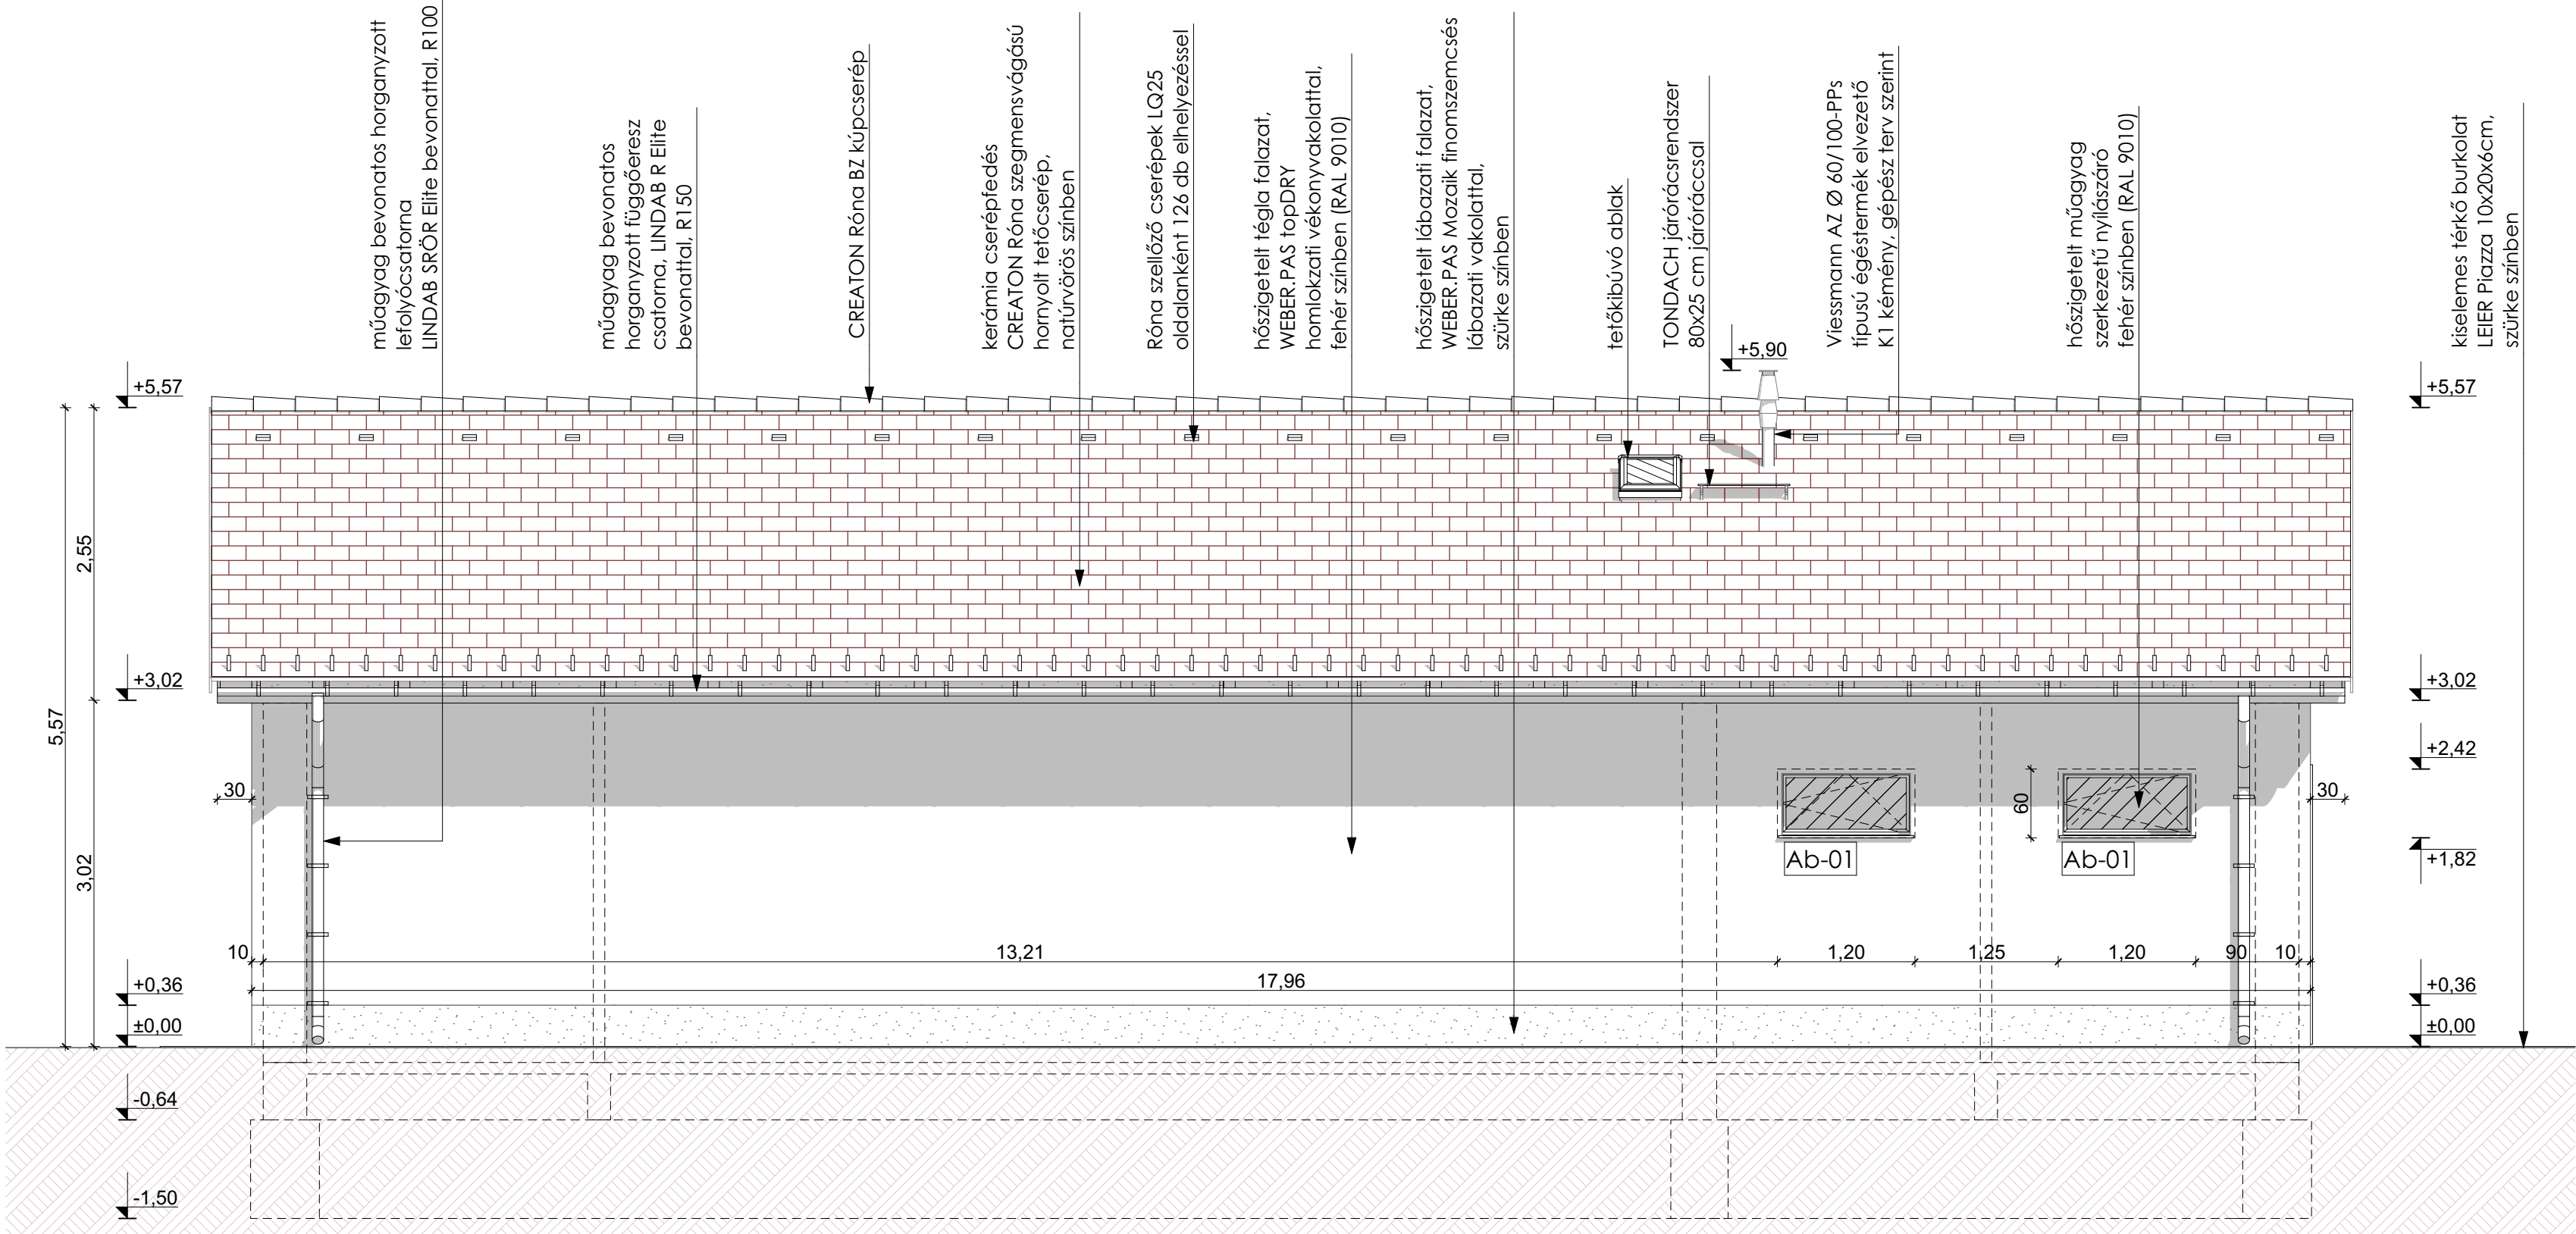 műagyag bevonatos horganyzott
lefolyócsatorna
LINDAB SRÖR Elite bevonattal, R100
műagyag bevonatos
horganyzott függőeresz
csatorna, LINDAB R Elite
bevonattal, R150
CREATON Róna BZ kúpcserép
kerámia cserépfedés
CREATON Róna szegmensvágású
hornyolt tetőcserép,
natúrvörös színben
Róna szellőző cserépek LQ25
oldalanként 126 db elhelyezéssel
hőszigetelt tégla falazat,
WEBER.PAS topDRY
homlokzati vékonyvakolattal,
fehér színben (RAL 9010)
hőszigetelt lábazati falazat,
WEBER.PAS Mozaik finomszemcsés
lábazati vakolattal,
szürke színben
tetőkibúvó ablak
TONDACH járórácsrendszer
80x25 cm járóráccsal
Viessmann AZ Ø 60/100-PPs
tipusú égéstermék elvezető
K1 kémény, gépész terv szerint
hőszigetelt műagyag
szerkezetű nyílászáró
fehér színben (RAL 9010)
kiselemes térkő burkolat
LEIER Piazza 10x20x6cm,
szürke színben
+5,90
+5,57
+5,57
2,55
+3,02
+3,02
5,57
+2,42
30
60
30
3,02
Ab-01
Ab-01
+1,82
10
13,21
1,20
1,25
1,20
90
10
17,96
+0,36
+0,36
±0,00
±0,00
-0,64
-1,50